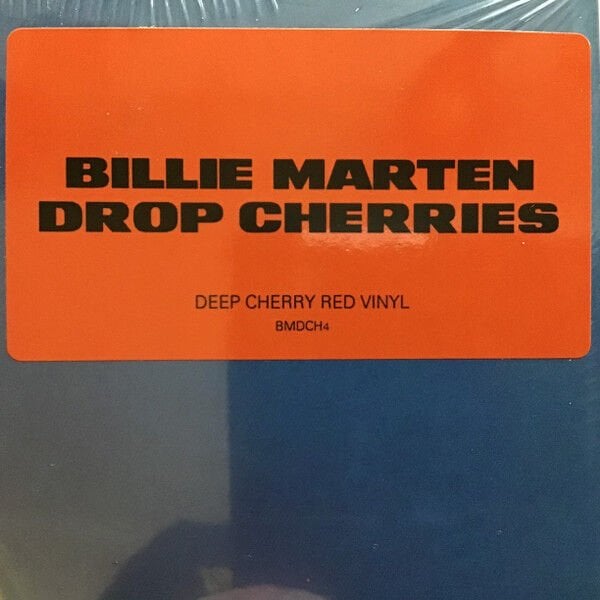 BILLIE MARTEN
DROP CHERRIES
DEEP CHERRY RED VINYL
BMDCH4